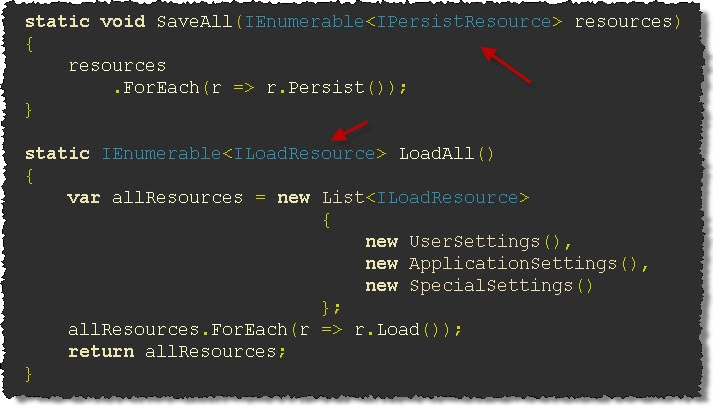 static void SaveAll(IEnumerable<IPersistResource> resources)
{
    resources
        .ForEach(r => r.Persist());
}
static IEnumerable<ILoadResource> LoadAll()
{
    var allResources = new List<ILoadResource>
                           {
                               new UserSettings(),
                               new ApplicationSettings(),
                               new SpecialSettings()
                           };
    allResources.ForEach(r => r.Load());
    return allResources;
}